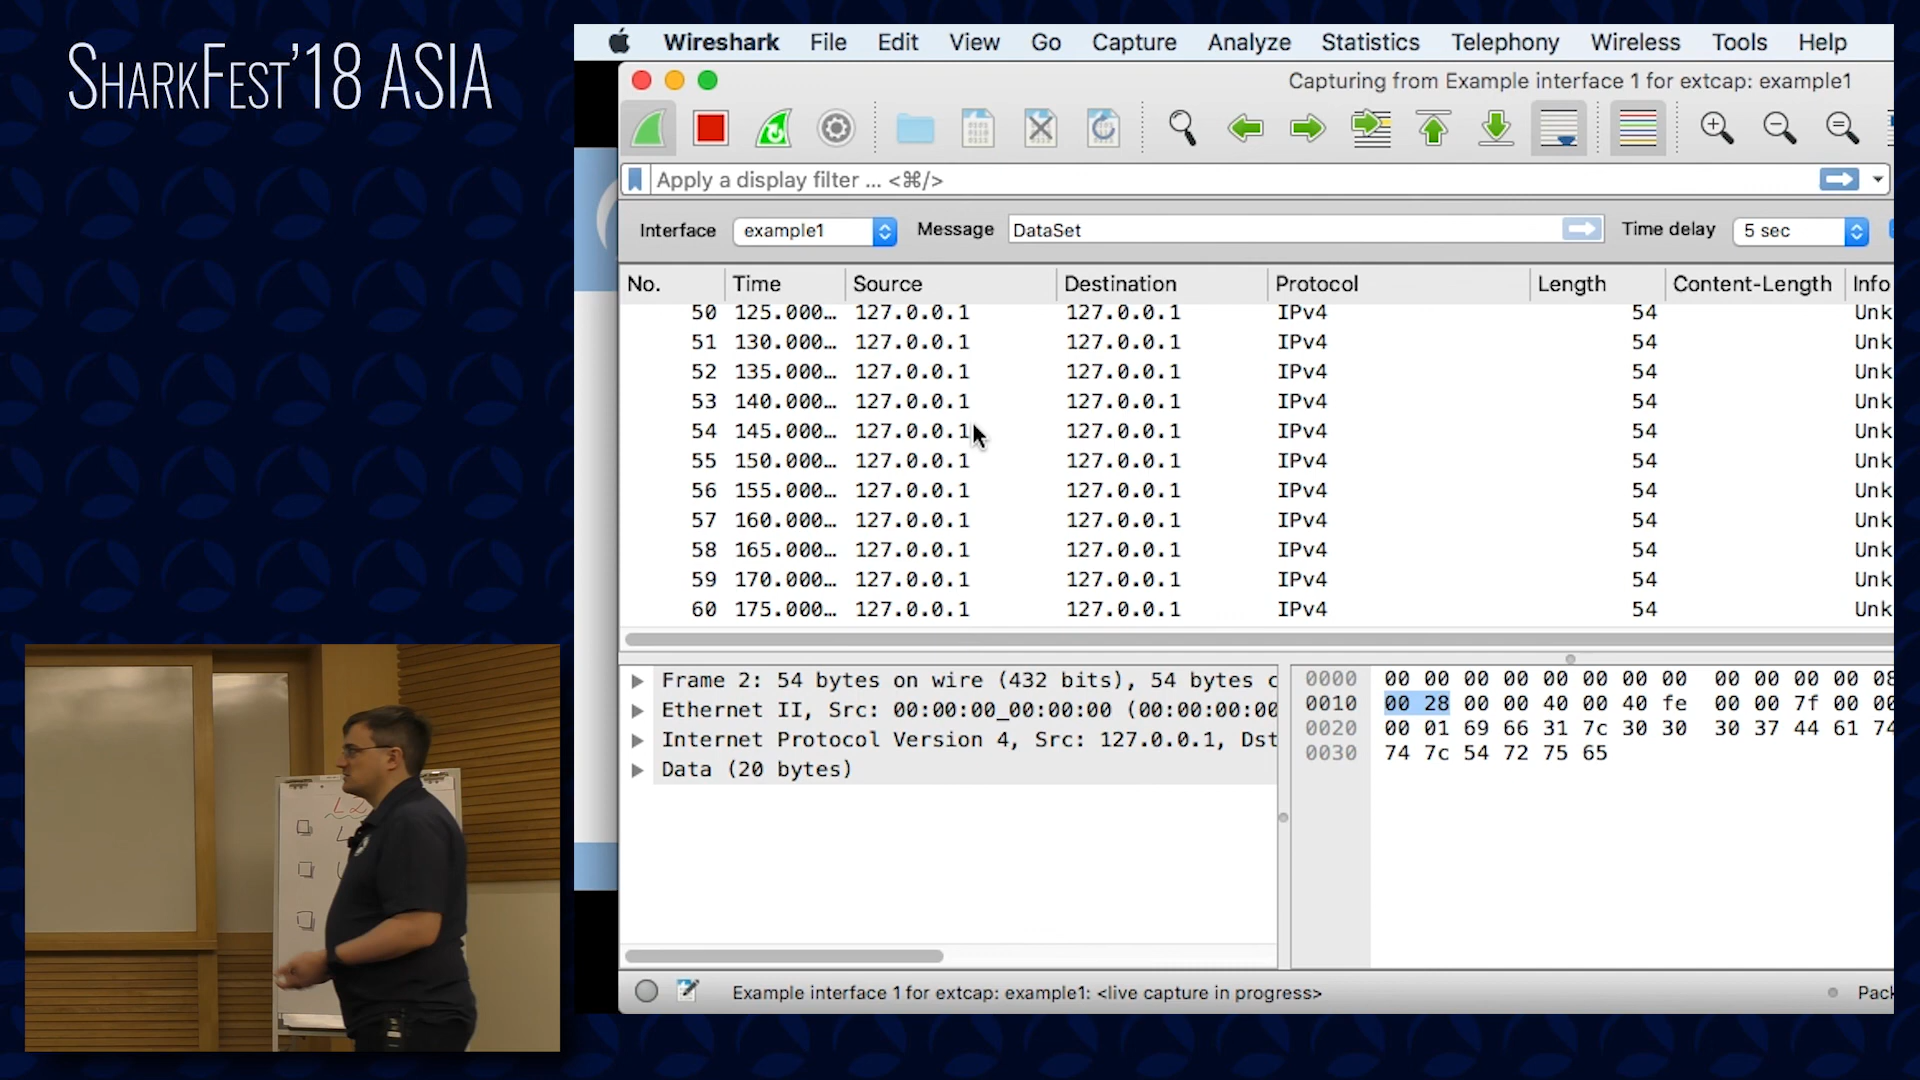 SHARKFEST'18 ASIA
Wireshark File Edit View Go Capture Analyze Statistics Telephony Wireless Tools Help
Capturing from Example interface 1 for extcap: example1
Apply a display filter ... <⌘/>
Interface example1 Message DataSet Time delay 5 sec
No. Time Source Destination Protocol Length Content-Length Info
50 125.000… 127.0.0.1 127.0.0.1 IPv4 54 Unk
51 130.000… 127.0.0.1 127.0.0.1 IPv4 54 Unk
52 135.000… 127.0.0.1 127.0.0.1 IPv4 54 Unk
53 140.000… 127.0.0.1 127.0.0.1 IPv4 54 Unk
54 145.000… 127.0.0.1 127.0.0.1 IPv4 54 Unk
55 150.000… 127.0.0.1 127.0.0.1 IPv4 54 Unk
56 155.000… 127.0.0.1 127.0.0.1 IPv4 54 Unk
57 160.000… 127.0.0.1 127.0.0.1 IPv4 54 Unk
58 165.000… 127.0.0.1 127.0.0.1 IPv4 54 Unk
59 170.000… 127.0.0.1 127.0.0.1 IPv4 54 Unk
60 175.000… 127.0.0.1 127.0.0.1 IPv4 54 Unk
Frame 2: 54 bytes on wire (432 bits), 54 bytes c
Ethernet II, Src: 00:00:00_00:00:00 (00:00:00:00
Internet Protocol Version 4, Src: 127.0.0.1, Dst
Data (20 bytes)
0000 00 00 00 00 00 00 00 00 00 00 00 00 08
0010 00 28 00 00 40 00 40 fe 00 00 7f 00 00
0020 00 01 69 66 31 7c 30 30 30 37 44 61 74
0030 74 7c 54 72 75 65
Example interface 1 for extcap: example1: <live capture in progress>
Pack